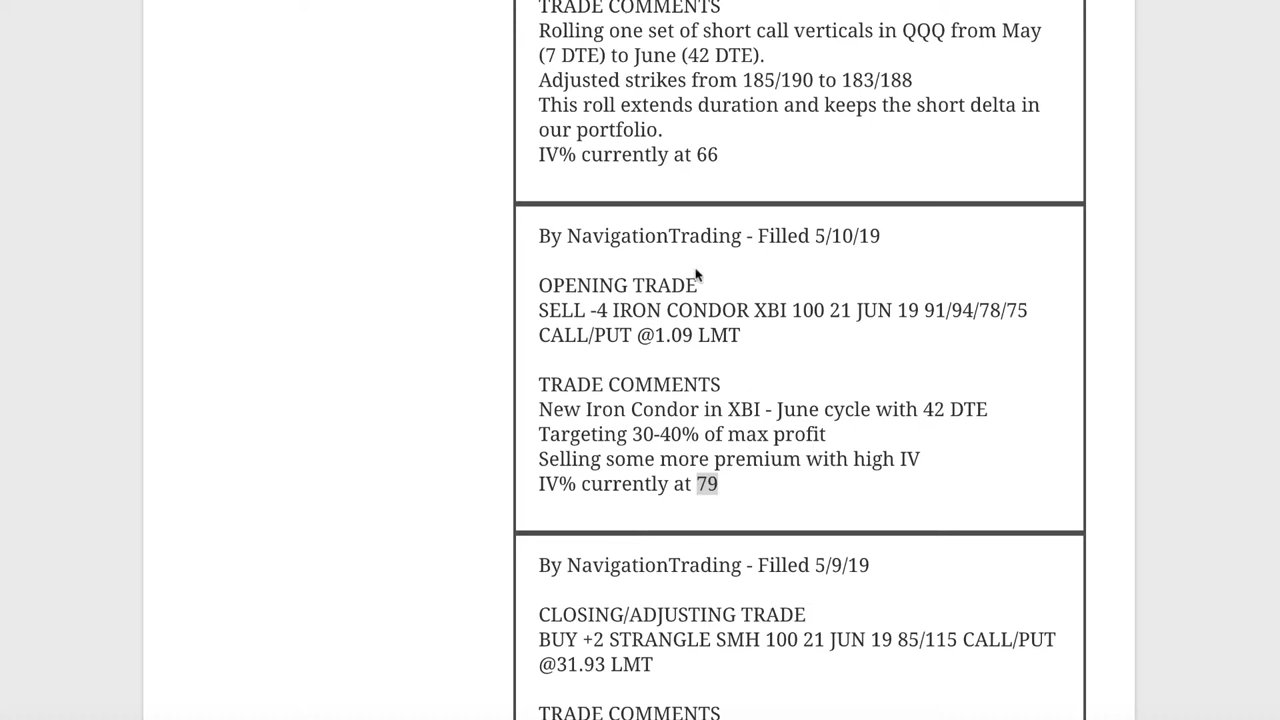 TRADE COMMENTS
Rolling one set of short call verticals in QQQ from May
(7 DTE) to June (42 DTE).
Adjusted strikes from 185/190 to 183/188
This roll extends duration and keeps the short delta in
our portfolio.
IV% currently at 66
By NavigationTrading - Filled 5/10/19
OPENING TRADE
SELL -4 IRON CONDOR XBI 100 21 JUN 19 91/94/78/75
CALL/PUT @1.09 LMT
TRADE COMMENTS
New Iron Condor in XBI - June cycle with 42 DTE
Targeting 30-40% of max profit
Selling some more premium with high IV
IV% currently at 79
By NavigationTrading - Filled 5/9/19
CLOSING/ADJUSTING TRADE
BUY +2 STRANGLE SMH 100 21 JUN 19 85/115 CALL/PUT
@31.93 LMT
TRADE COMMENTS